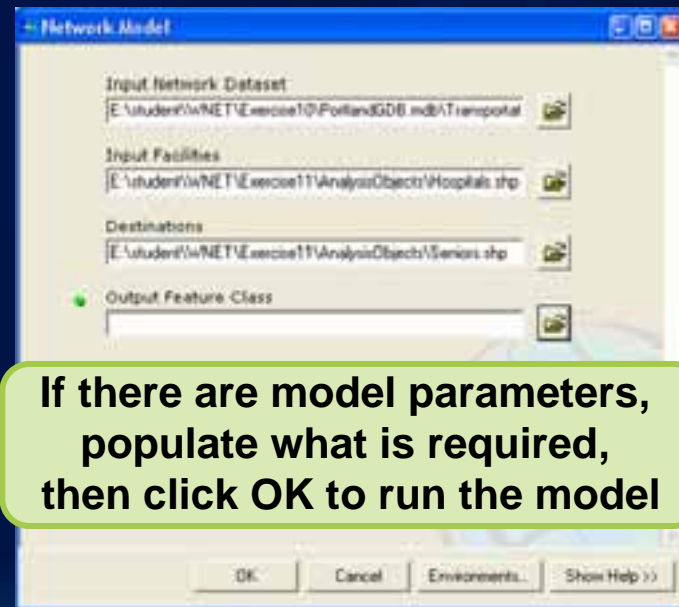 Network Model
Input Network Dataset
E:\student\WNET\Exercise10\PortlandGDB.mdb\Transportat
Input Facilities
E:\student\WNET\Exercise11\AnalysisObjects\Hospitals.shp
Destinations
E:\student\WNET\Exercise11\AnalysisObjects\Seniors.shp
Output Feature Class
If there are model parameters,
populate what is required,
then click OK to run the model
OK Cancel Environments... Show Help >>